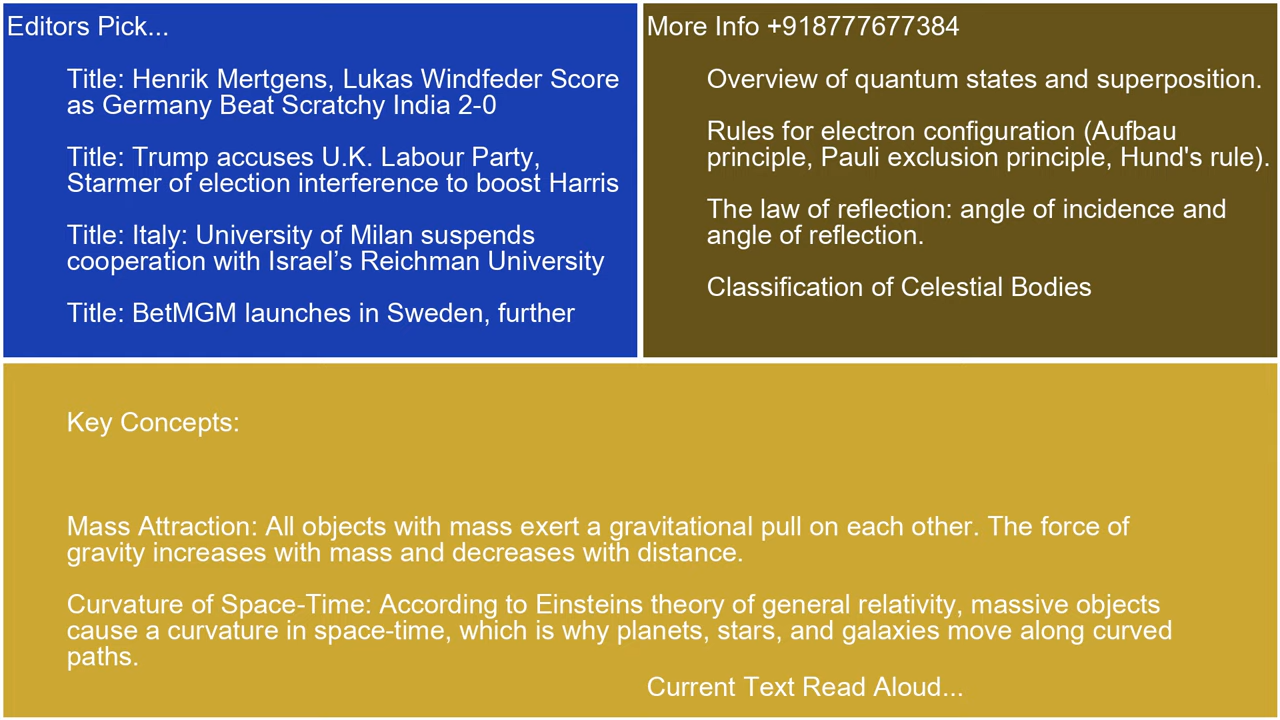 Editors Pick...
Title: Henrik Mertgens, Lukas Windfeder Score
as Germany Beat Scratchy India 2-0
Title: Trump accuses U.K. Labour Party,
Starmer of election interference to boost Harris
Title: Italy: University of Milan suspends
cooperation with Israel’s Reichman University
Title: BetMGM launches in Sweden, further
More Info +918777677384
Overview of quantum states and superposition.
Rules for electron configuration (Aufbau
principle, Pauli exclusion principle, Hund's rule).
The law of reflection: angle of incidence and
angle of reflection.
Classification of Celestial Bodies
Key Concepts:
Mass Attraction: All objects with mass exert a gravitational pull on each other. The force of
gravity increases with mass and decreases with distance.
Curvature of Space-Time: According to Einsteins theory of general relativity, massive objects
cause a curvature in space-time, which is why planets, stars, and galaxies move along curved
paths.
Current Text Read Aloud...